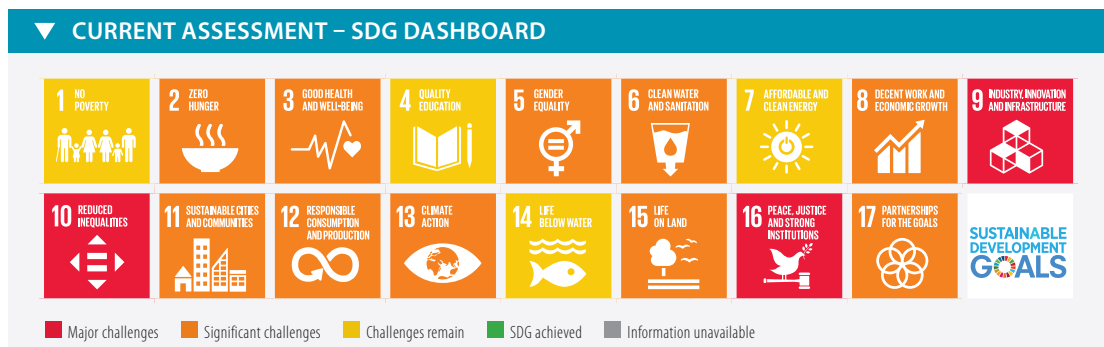 ▼ CURRENT ASSESSMENT – SDG DASHBOARD
1 NO
POVERTY
2 ZERO
HUNGER
3 GOOD HEALTH
AND WELL-BEING
4 QUALITY
EDUCATION
5 GENDER
EQUALITY
6 CLEAN WATER
AND SANITATION
7 AFFORDABLE AND
CLEAN ENERGY
8 DECENT WORK AND
ECONOMIC GROWTH
9 INDUSTRY, INNOVATION
AND INFRASTRUCTURE
10 REDUCED
INEQUALITIES
11 SUSTAINABLE CITIES
AND COMMUNITIES
12 RESPONSIBLE
CONSUMPTION
AND PRODUCTION
13 CLIMATE
ACTION
14 LIFE
BELOW WATER
15 LIFE
ON LAND
16 PEACE, JUSTICE
AND STRONG
INSTITUTIONS
17 PARTNERSHIPS
FOR THE GOALS
SUSTAINABLE
DEVELOPMENT
GOALS
Major challenges Significant challenges Challenges remain SDG achieved Information unavailable